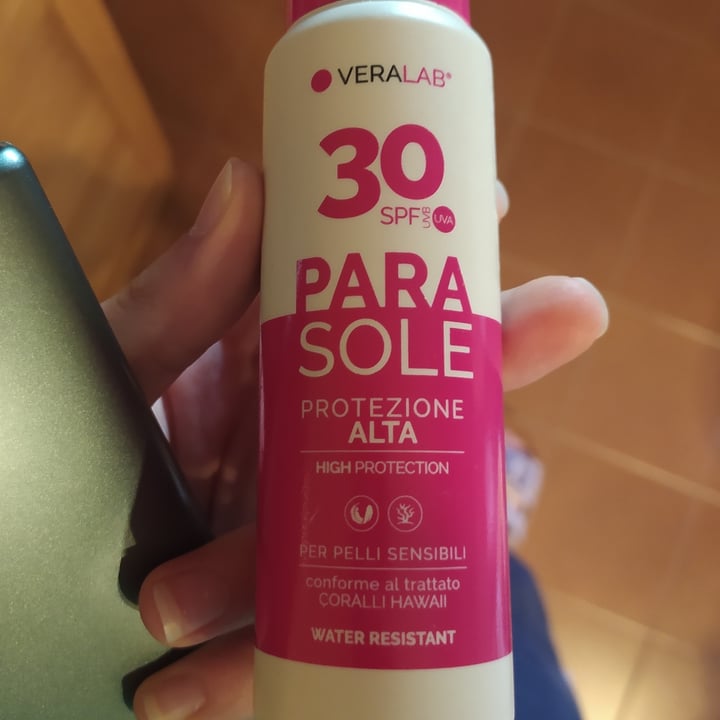 VERALAB®
30
SPF UVB UVA
PARA
SOLE
PROTEZIONE
ALTA
HIGH PROTECTION
PER PELLI SENSIBILI
conforme al trattato
CORALLI HAWAII
WATER RESISTANT